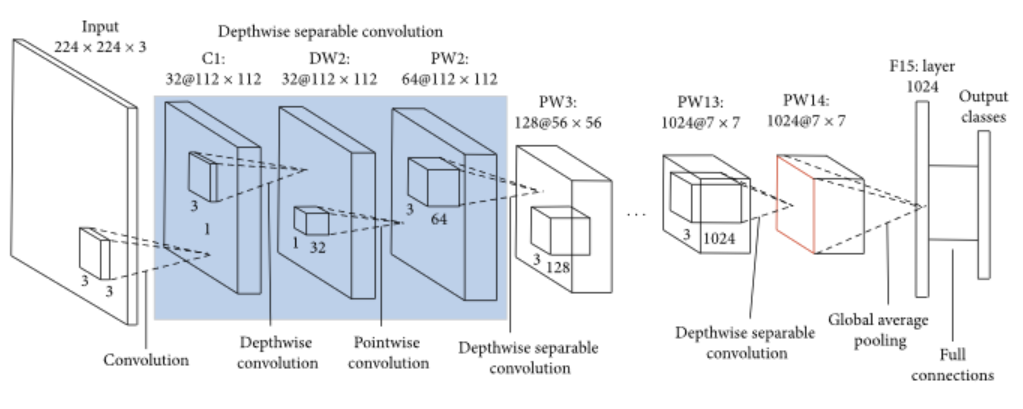 Input
224 × 224 × 3
Depthwise separable convolution
C1:
32@112 × 112
DW2:
32@112 × 112
PW2:
64@112 × 112
PW3:
128@56 × 56
PW13:
1024@7 × 7
PW14:
1024@7 × 7
F15: layer
1024
Output
classes
3
3
3
1
1
32
3
64
3
128
...
3
1024
Convolution
Depthwise
convolution
Pointwise
convolution
Depthwise separable
convolution
Depthwise separable
convolution
Global average
pooling
Full
connections